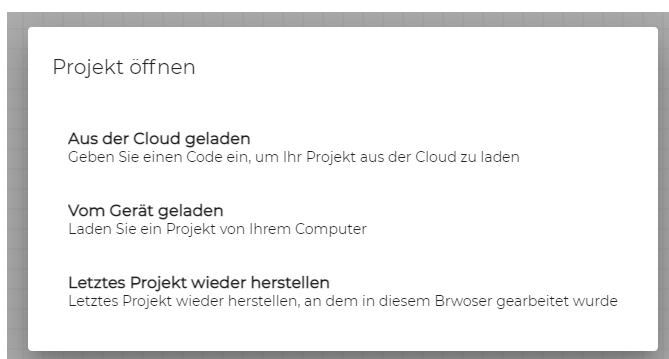 Projekt öffnen
Aus der Cloud geladen
Geben Sie einen Code ein, um Ihr Projekt aus der Cloud zu laden
Vom Gerät geladen
Laden Sie ein Projekt von Ihrem Computer
Letztes Projekt wieder herstellen
Letztes Projekt wieder herstellen, an dem in diesem Brwoser gearbeitet wurde